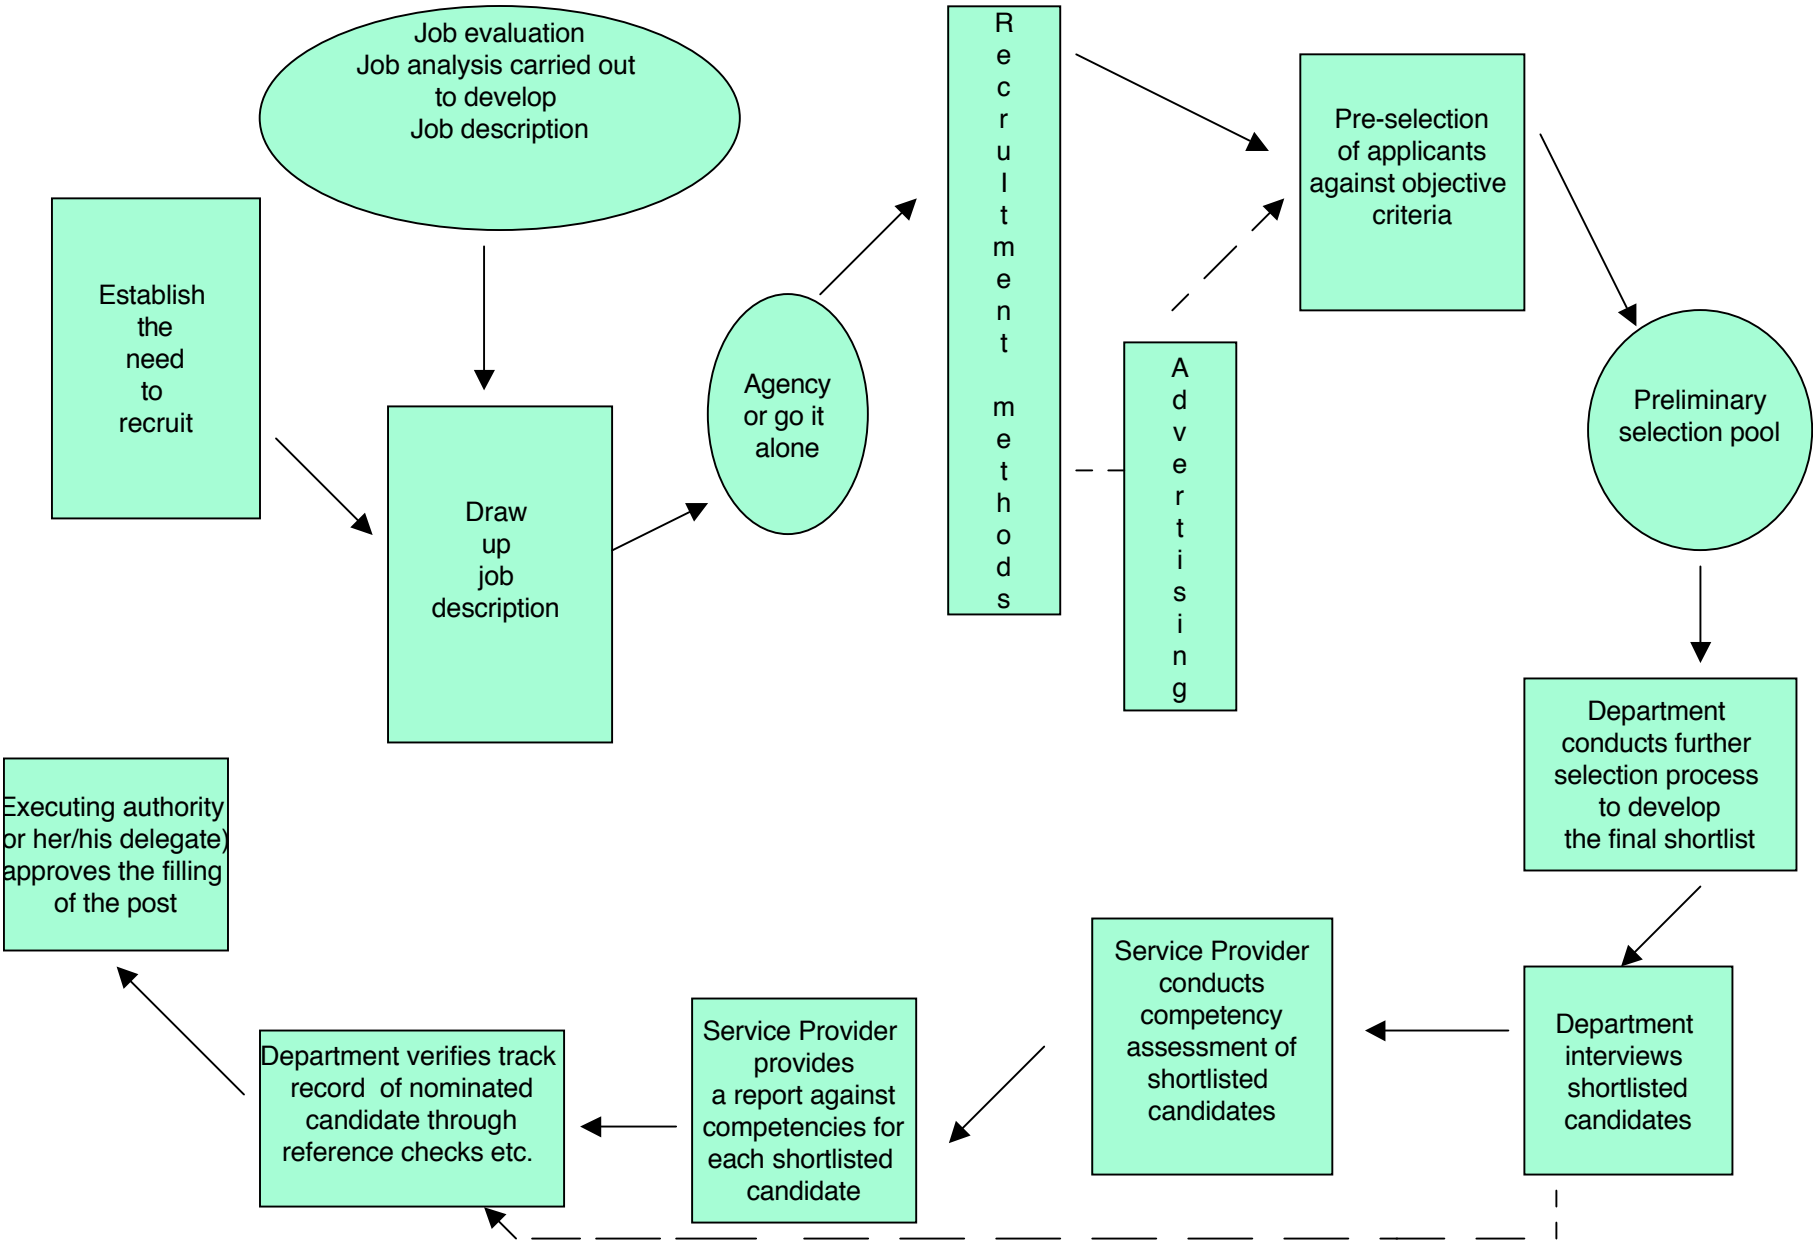 Job evaluation
Job analysis carried out
to develop
Job description
Establish
the
need
to
recruit
Draw
up
job
description
Agency
or go it
alone
R
e
c
r
u
I
t
m
e
n
t
m
e
t
h
o
d
s
A
d
v
e
r
t
i
s
i
n
g
Pre-selection
of applicants
against objective
criteria
Preliminary
selection pool
Department
conducts further
selection process
to develop
the final shortlist
Department
interviews
shortlisted
candidates
Service Provider
conducts
competency
assessment of
shortlisted
candidates
Service Provider
provides
a report against
competencies for
each shortlisted
candidate
Department verifies track
record of nominated
candidate through
reference checks etc.
Executing authority
or her/his delegate)
approves the filling
of the post